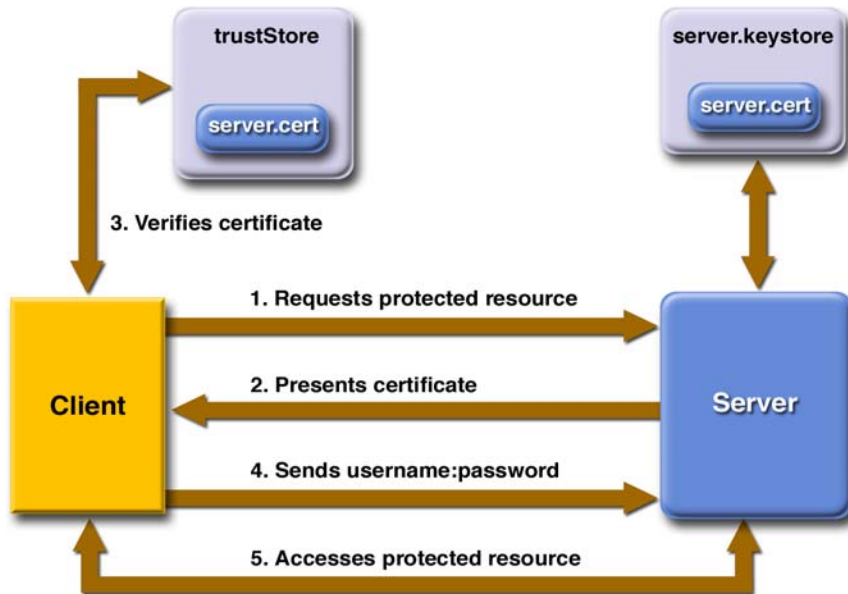 trustStore
server.cert
server.keystore
server.cert
3. Verifies certificate
1. Requests protected resource
2. Presents certificate
Client
Server
4. Sends username:password
5. Accesses protected resource